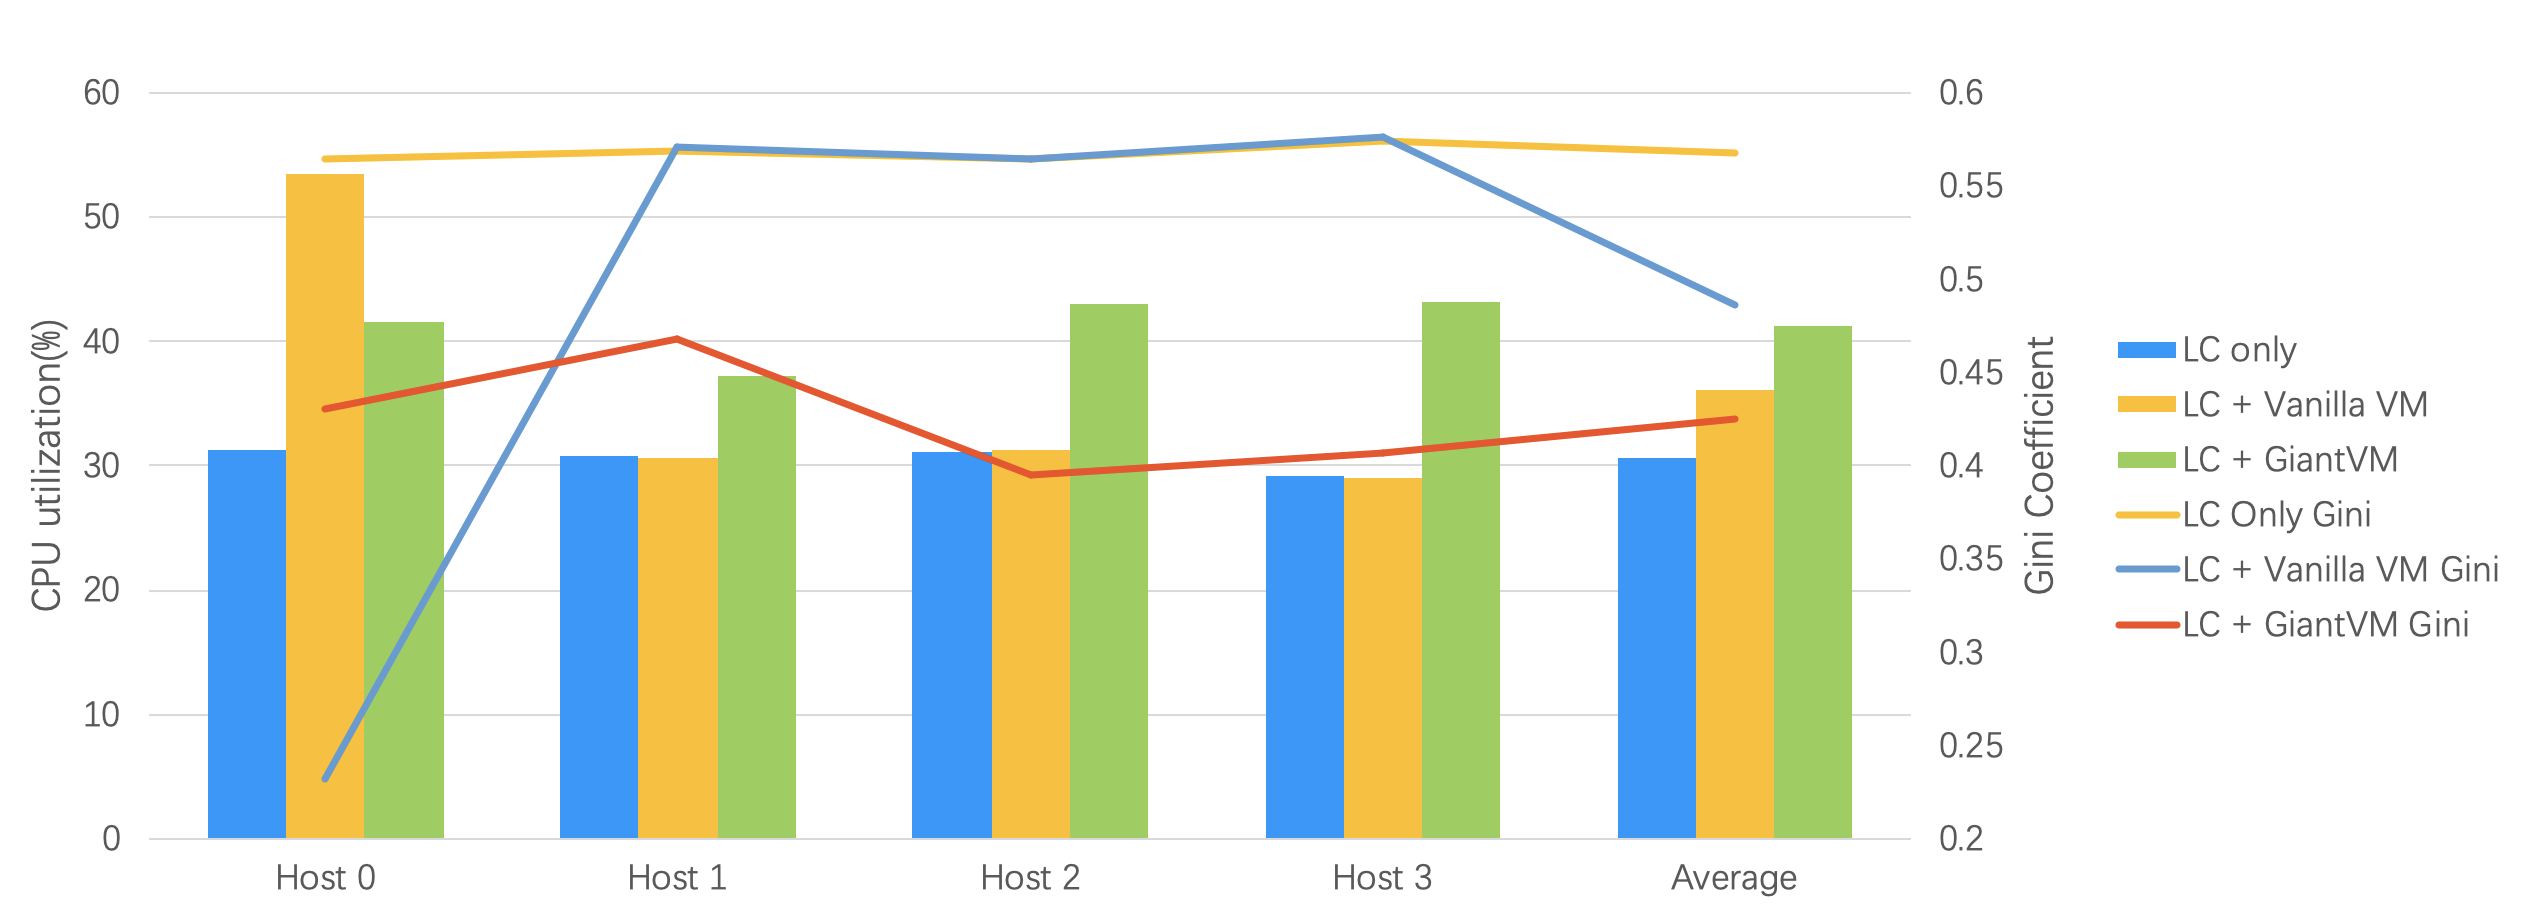 CPU utilization(%)
60
50
40
30
20
10
0
Host 0
Host 1
Host 2
Host 3
Average
0.6
0.55
0.5
0.45
0.4
0.35
0.3
0.25
0.2
Gini Coefficient
LC only
LC + Vanilla VM
LC + GiantVM
LC Only Gini
LC + Vanilla VM Gini
LC + GiantVM Gini